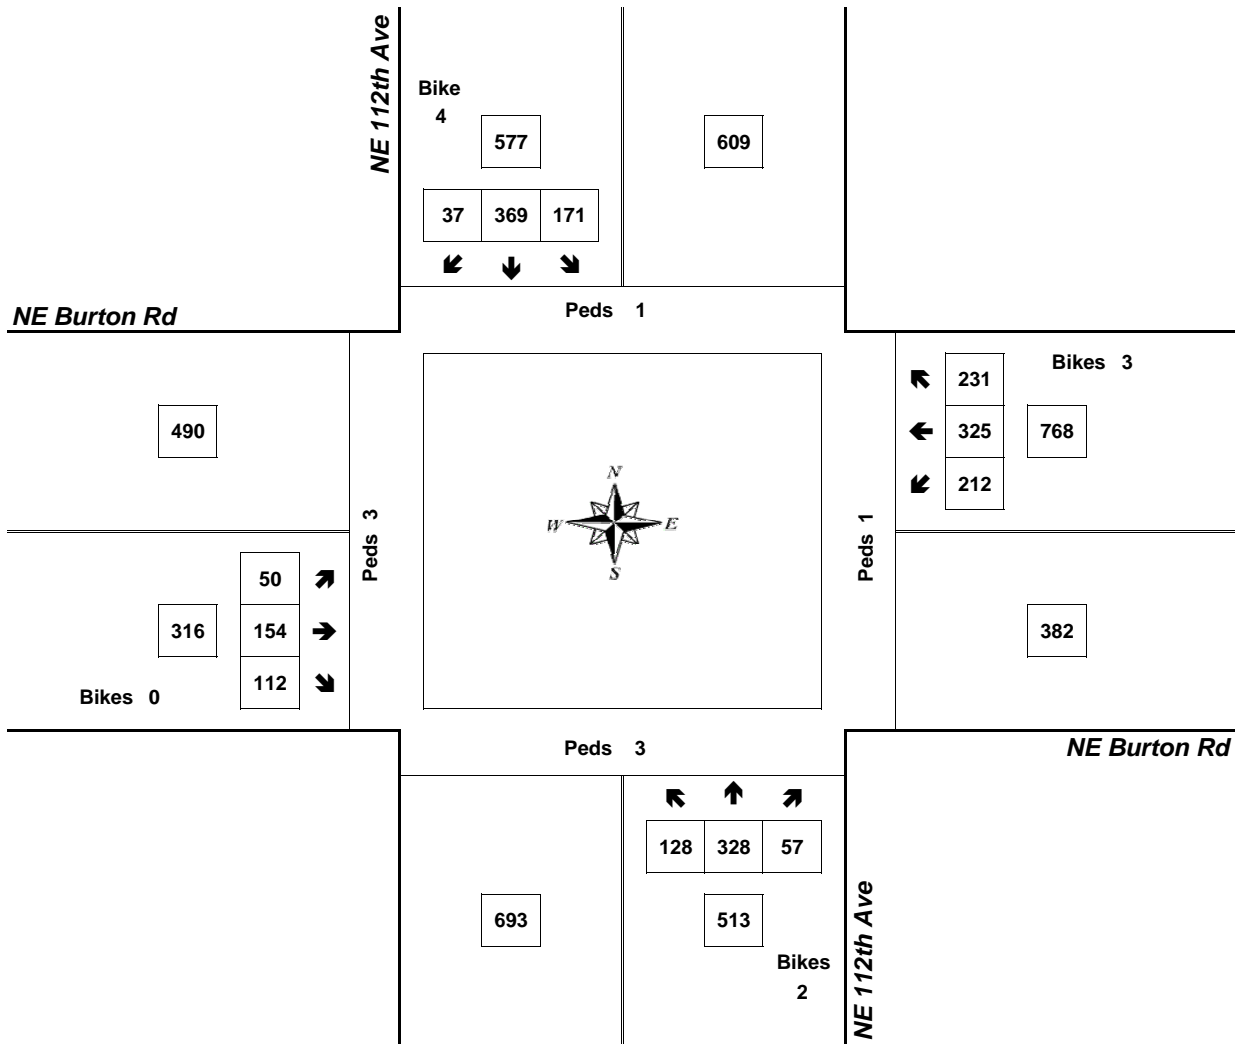 NE 112th Ave
Bike
4
577
609
37 369 171
Peds 1
NE Burton Rd
Bikes 3
231
490
325 768
212
N
W E
S
Peds 3
Peds 1
50
316 154
382
112
Bikes 0
Peds 3
NE Burton Rd
128 328 57
693
513
Bikes
2
NE 112th Ave